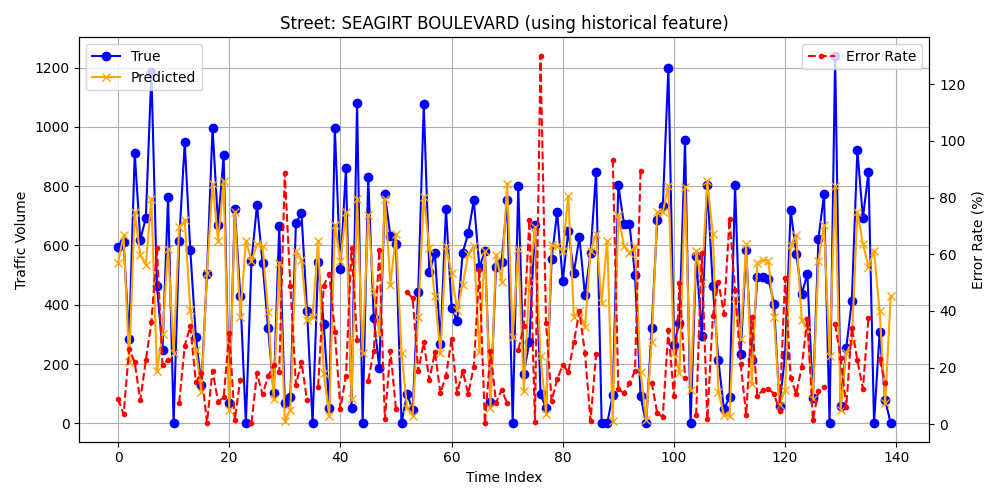 Street: SEAGIRT BOULEVARD (using historical feature)
True
Predicted
Error Rate
Traffic Volume
1200
1000
800
600
400
200
0
120
100
80
60
40
20
0
Error Rate (%)
0 20 40 60 80 100 120 140
Time Index